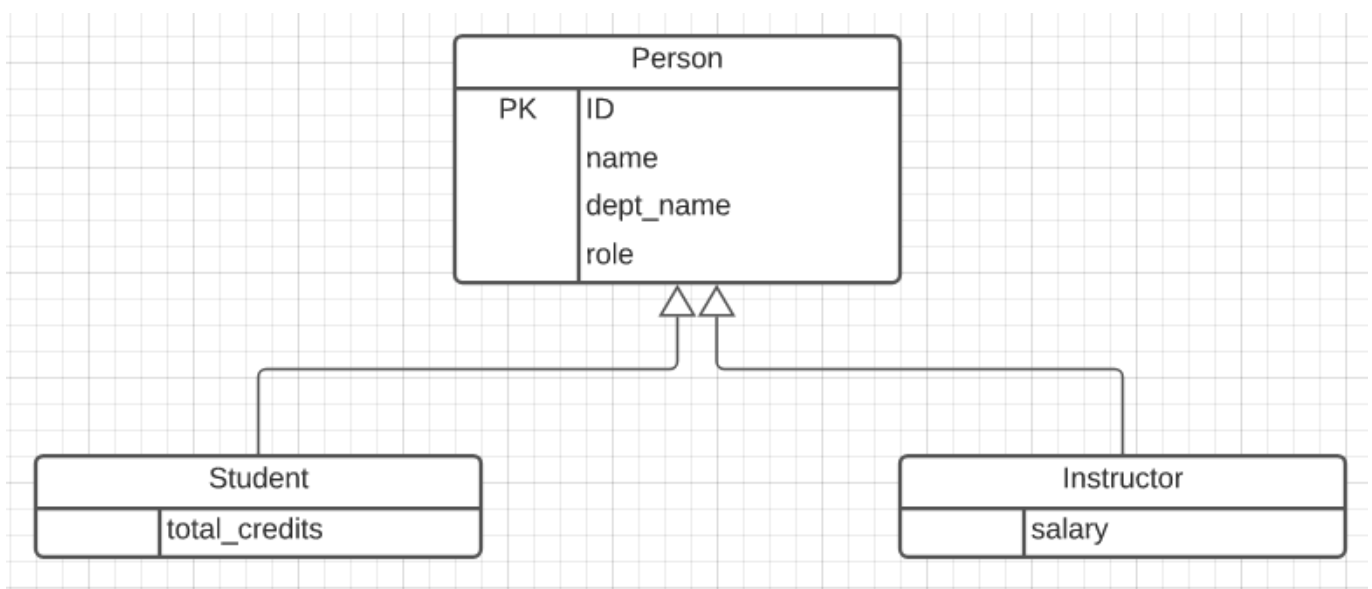 Person
PK ID
name
dept_name
role
Student
total_credits
Instructor
salary